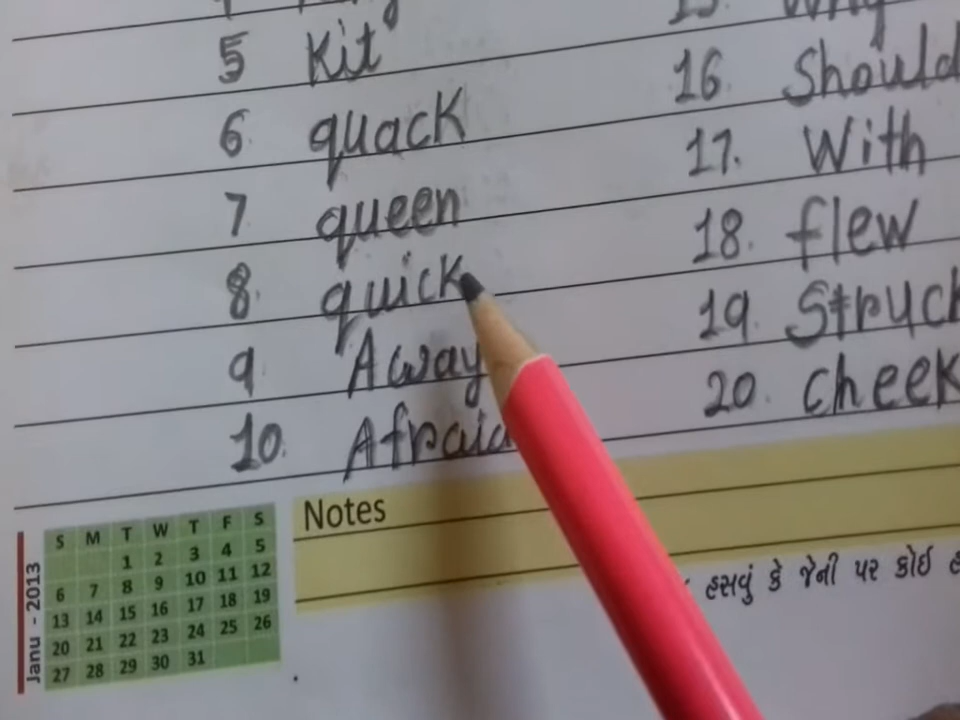 5 Kit
16 Should
6. quack
17. With
7 queen
18. flew
8. quick
19. Struck
9 Away
20. Cheek
10. Afraid
Notes
Janu - 2013
S M T W T F S
1 2 3 4 5
6 7 8 9 10 11 12
13 14 15 16 17 18 19
20 21 22 23 24 25 26
27 28 29 30 31
હસવું કે જેની પર કોઈ